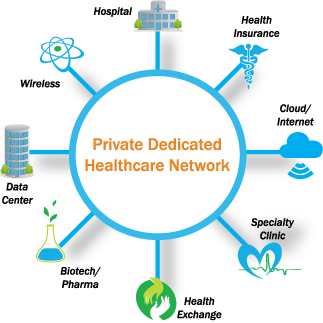 Hospital
Health
Insurance
Wireless
Cloud/
Internet
Private Dedicated
Healthcare Network
Data
Center
Specialty
Clinic
Biotech/
Pharma
Health
Exchange